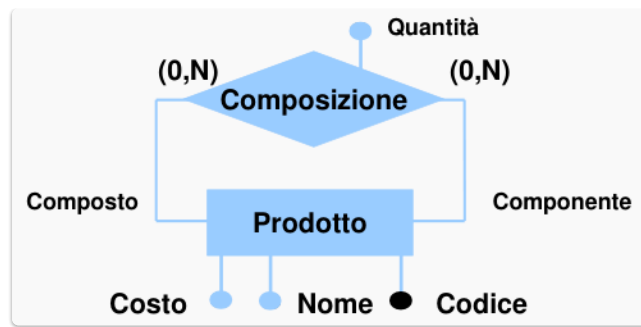 Quantità
(0,N) (0,N)
Composizione
Composto Componente
Prodotto
Costo Nome Codice